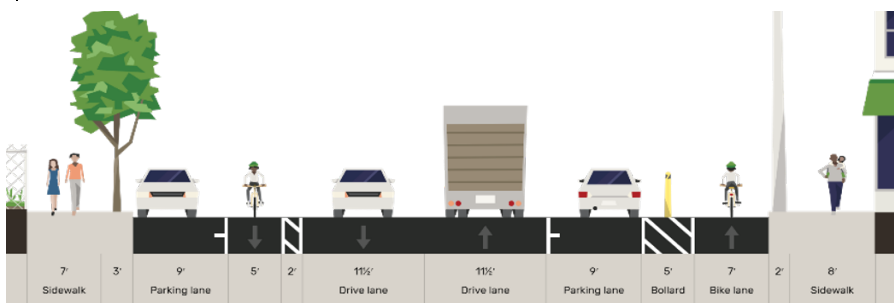 7' 3' 9' 5' 2' 11½' 11½' 9' 5' 7' 2' 8'
Sidewalk Parking lane Drive lane Drive lane Parking lane Bollard Bike lane Sidewalk